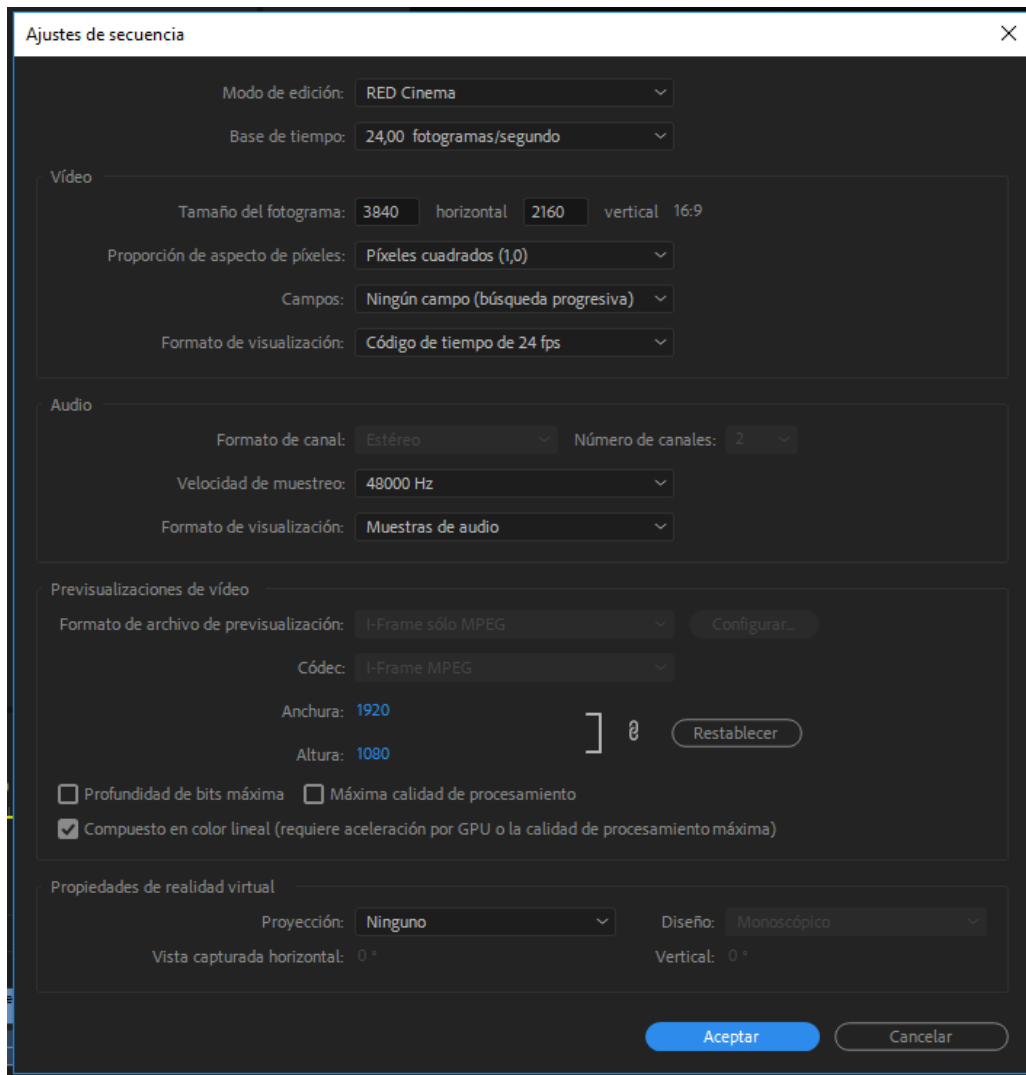 Ajustes de secuencia
Modo de edición: RED Cinema
Base de tiempo: 24,00 fotogramas/segundo
Vídeo
Tamaño del fotograma: 3840 horizontal 2160 vertical 16:9
Proporción de aspecto de píxeles: Píxeles cuadrados (1,0)
Campos: Ningún campo (búsqueda progresiva)
Formato de visualización: Código de tiempo de 24 fps
Audio
Formato de canal: Estéreo Número de canales: 2
Velocidad de muestreo: 48000 Hz
Formato de visualización: Muestras de audio
Previsualizaciones de vídeo
Formato de archivo de previsualización: I-Frame sólo MPEG Configurar...
Códec: I-Frame MPEG
Anchura: 1920
Altura: 1080
Restablecer
Profundidad de bits máxima Máxima calidad de procesamiento
Compuesto en color lineal (requiere aceleración por GPU o la calidad de procesamiento máxima)
Propiedades de realidad virtual
Proyección: Ninguno Diseño: Monoscópico
Vista capturada horizontal: 0 ° Vertical: 0 °
Aceptar Cancelar